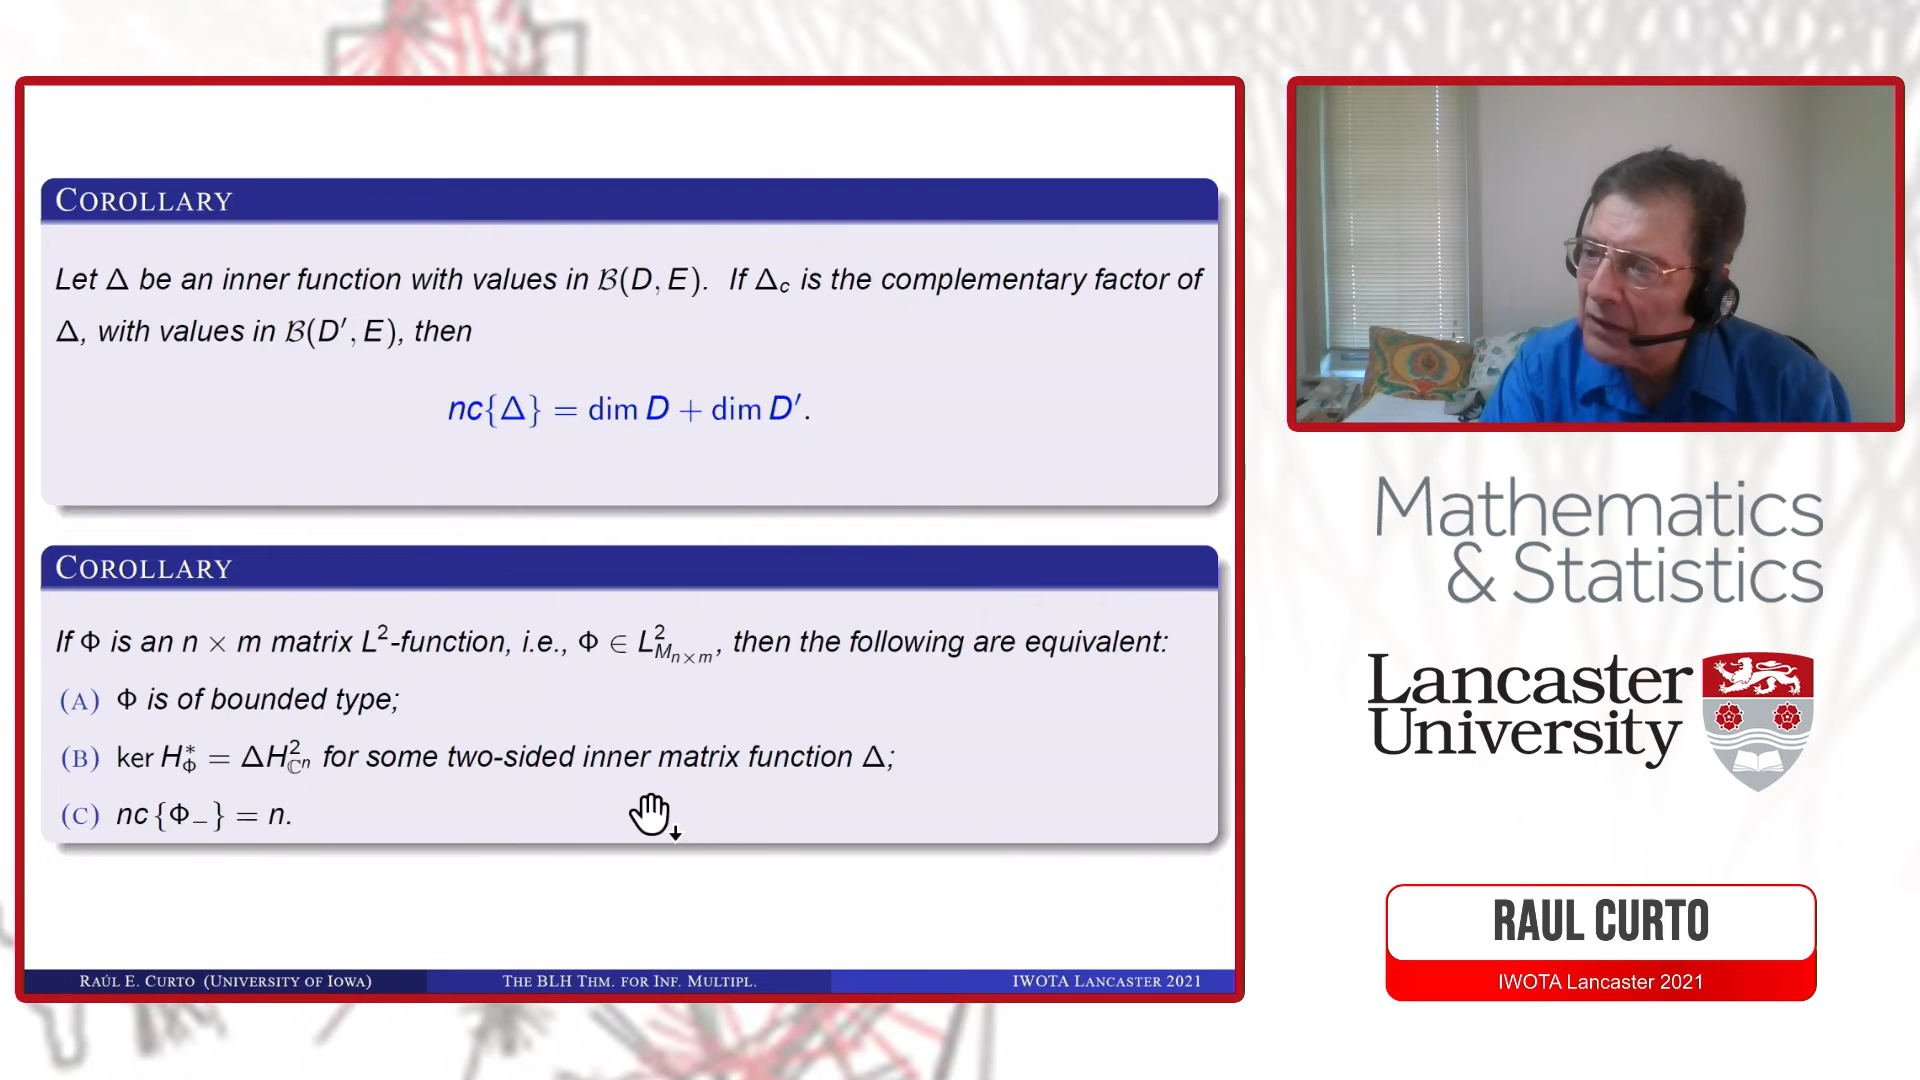 COROLLARY
Let Δ be an inner function with values in 𝓑(D, E). If Δ_c is the complementary factor of
Δ, with values in 𝓑(D′, E), then
nc{Δ} = dim D + dim D′.
COROLLARY
If Φ is an n × m matrix L²-function, i.e., Φ ∈ L²_{M_{n×m}}, then the following are equivalent:
(A) Φ is of bounded type;
(B) ker H*_Φ = ΔH²_{ℂⁿ} for some two-sided inner matrix function Δ;
(C) nc {Φ₋} = n.
RAÚL E. CURTO (UNIVERSITY OF IOWA) THE BLH THM. FOR INF. MULTIPL. IWOTA LANCASTER 2021
Mathematics
& Statistics
Lancaster
University
RAUL CURTO
IWOTA Lancaster 2021